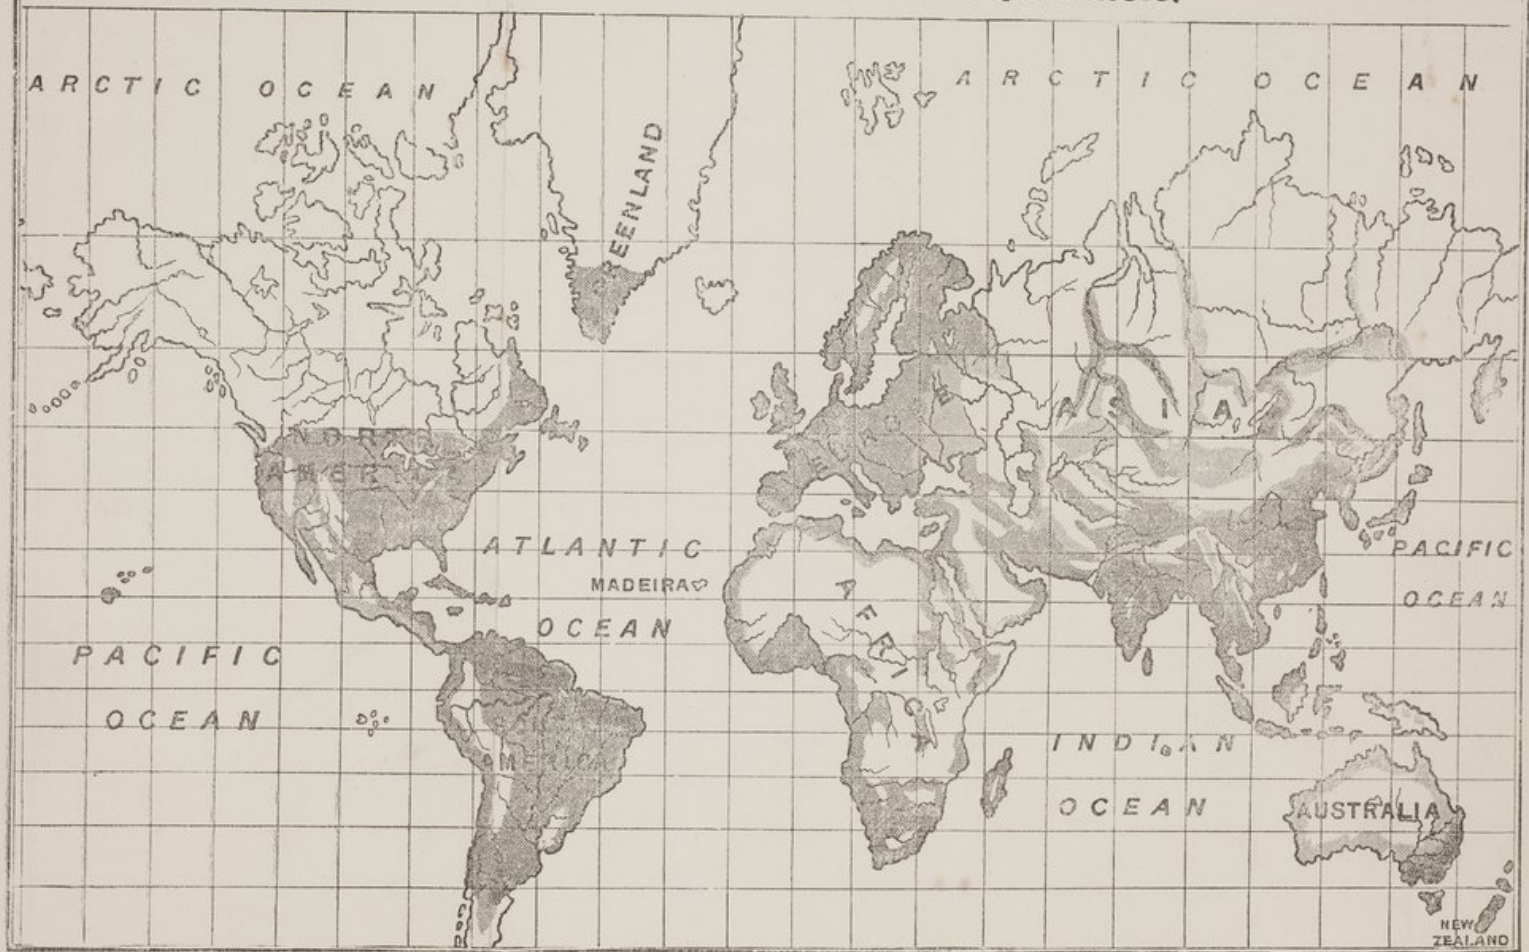 ARCTIC OCEAN
ARCTIC OCEAN
EENLAND
ASIA
NORTH
AMERICA
ATLANTIC
MADEIRA
OCEAN
PACIFIC
OCEAN
AFRICA
PACIFIC
OCEAN
AMERICA
INDIAN
OCEAN
AUSTRALIA
NEW
ZEALAND